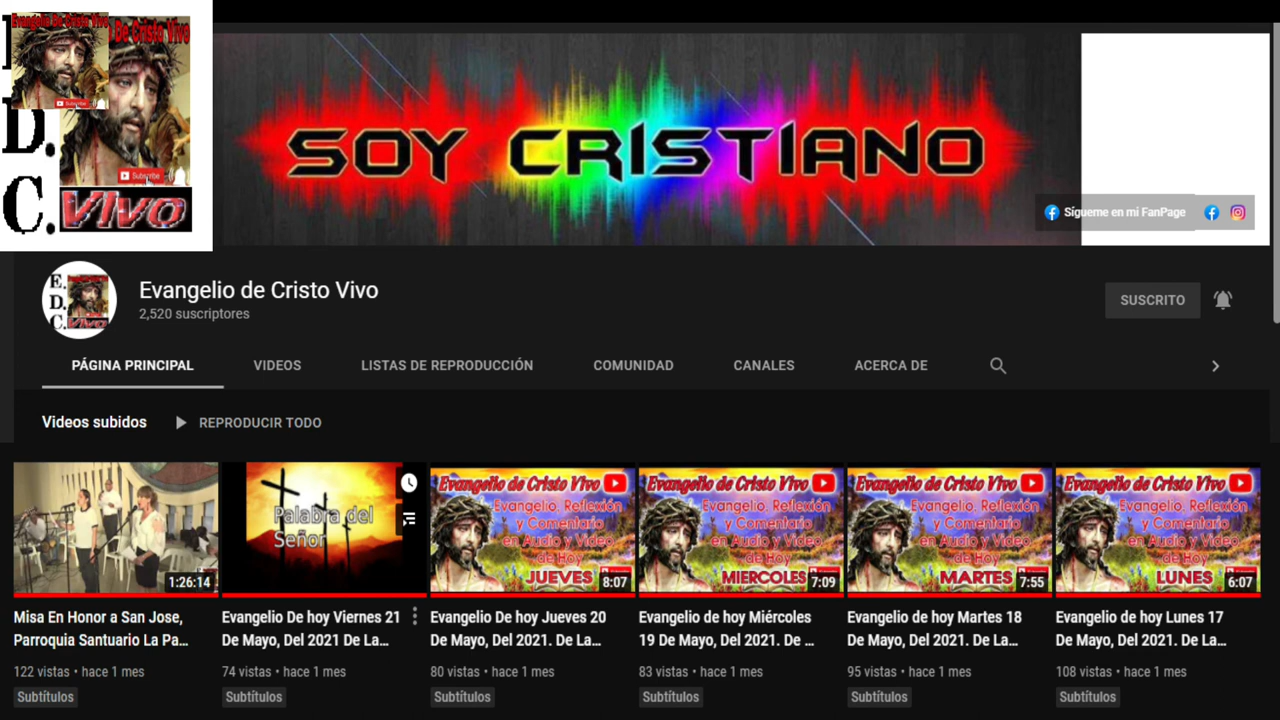 Evangelio De Cristo Vivo
De Cristo Vivo
Subscribe
D.
Subscribe
C. Vivo
SOY CRISTIANO
Sígueme en mi FanPage
E.
D.
C. Vivo
Evangelio de Cristo Vivo
2,520 suscriptores
SUSCRITO
PÁGINA PRINCIPAL
VIDEOS
LISTAS DE REPRODUCCIÓN
COMUNIDAD
CANALES
ACERCA DE
Videos subidos
REPRODUCIR TODO
1:26:14
Palabra del
Señor
Evangelio de Cristo Vivo
Evangelio, Reflexión
y Comentario
en Audio y Video
de Hoy
JUEVES
8:07
Evangelio de Cristo Vivo
Evangelio, Reflexión
y Comentario
en Audio y Video
de Hoy
MIERCOLES
7:09
Evangelio de Cristo Vivo
Evangelio, Reflexión
y Comentario
en Audio y Video
de Hoy
MARTES
7:55
Evangelio de Cristo Vivo
Evangelio, Reflexión
y Comentario
en Audio y Video
de Hoy
LUNES
6:07
Misa En Honor a San Jose,
Parroquia Santuario La Pa...
122 vistas • hace 1 mes
Subtítulos
Evangelio De hoy Viernes 21
De Mayo, Del 2021 De La...
74 vistas • hace 1 mes
Subtítulos
Evangelio De hoy Jueves 20
De Mayo, Del 2021. De La...
80 vistas • hace 1 mes
Subtítulos
Evangelio de hoy Miércoles
19 De Mayo, Del 2021. De ...
83 vistas • hace 1 mes
Subtítulos
Evangelio de hoy Martes 18
De Mayo, Del 2021. De La...
95 vistas • hace 1 mes
Subtítulos
Evangelio de hoy Lunes 17
De Mayo, Del 2021. De La...
108 vistas • hace 1 mes
Subtítulos